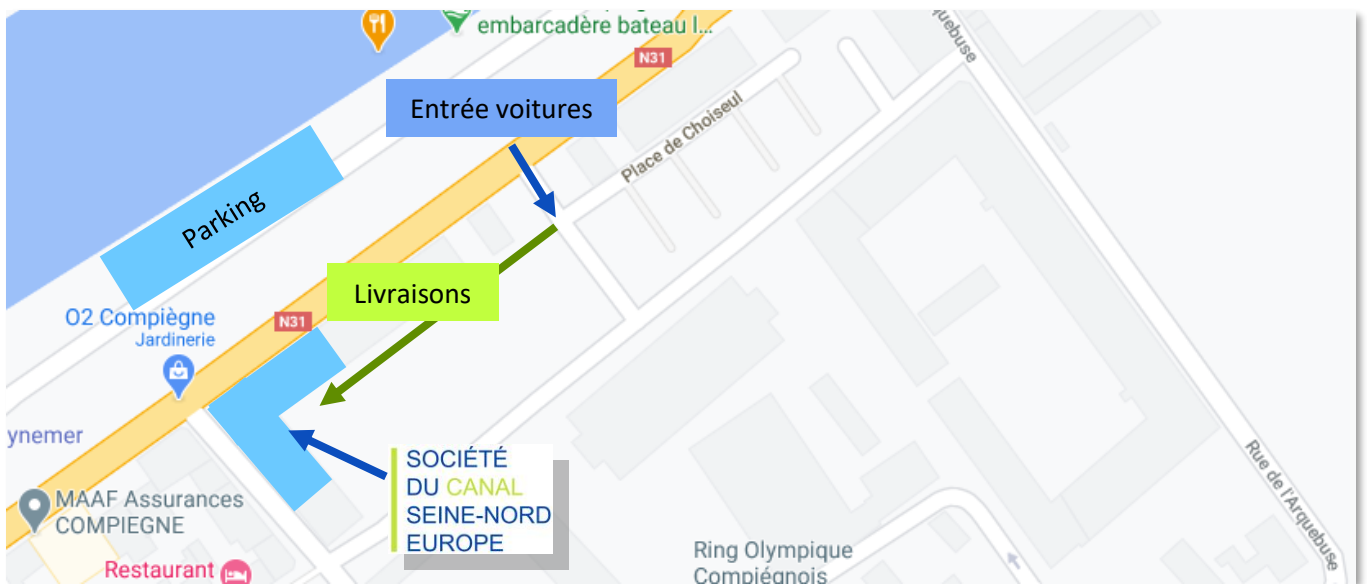 embarcadère bateau l...
N31
Entrée voitures
Place de Choiseul
Parking
Livraisons
O2 Compiègne
Jardinerie
N31
ynemer
SOCIÉTÉ
DU CANAL
SEINE-NORD
EUROPE
MAAF Assurances
COMPIEGNE
Restaurant
Ring Olympique
Compiégnois
Rue de l'Arquebuse
quebuse